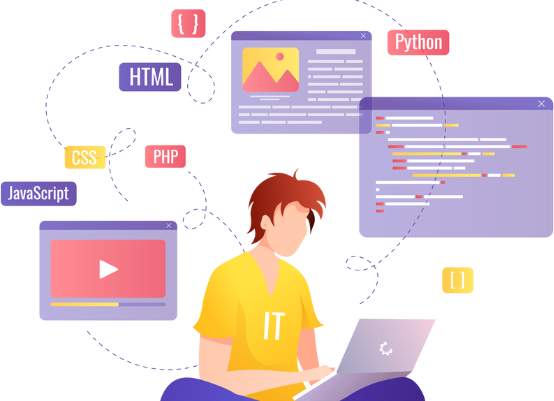 { }
Python
HTML
CSS
PHP
JavaScript
[ ]
IT